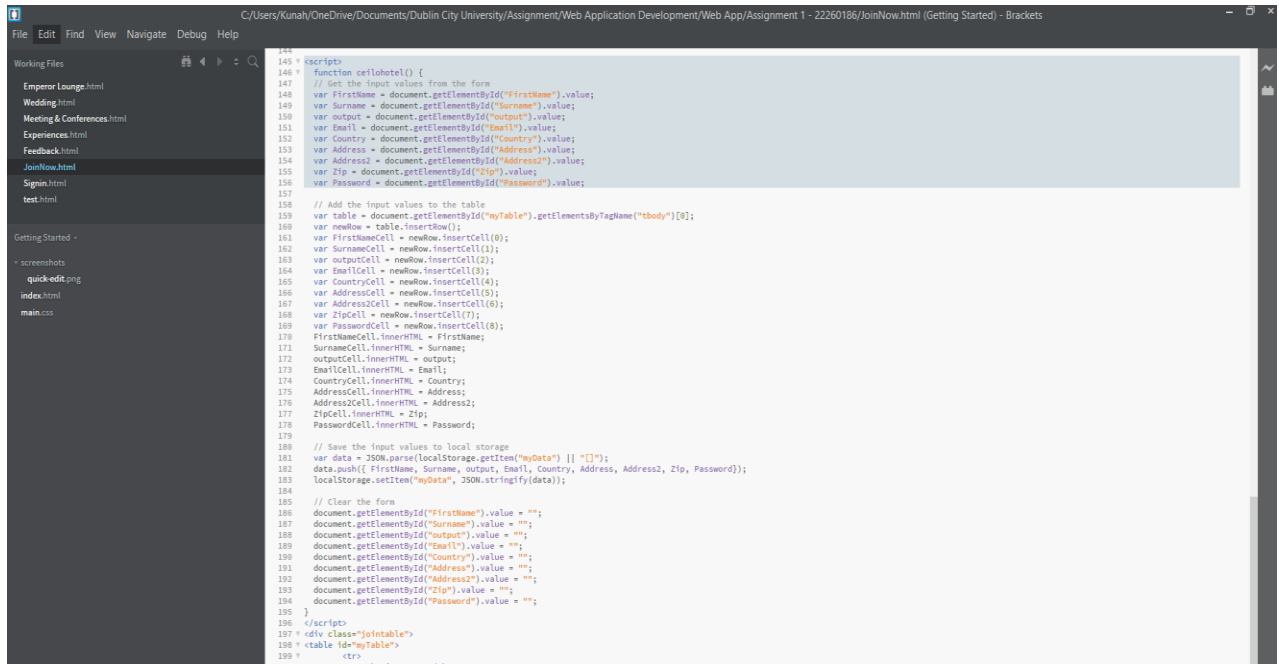 C:/Users/Kunah/OneDrive/Documents/Dublin City University/Assignment/Web Application Development/Web App/Assignment 1 - 22260186/JoinNow.html (Getting Started) - Brackets
File Edit Find View Navigate Debug Help
Working Files
Emperor Lounge.html
Wedding.html
Meeting & Conferences.html
Experiences.html
Feedback.html
JoinNow.html
Signin.html
test.html
Getting Started
screenshots
quick-edit.png
index.html
main.css
144
145 <script>
146 function ceilohotel() {
147 // Get the input values from the form
148 var FirstName = document.getElementById("FirstName").value;
149 var Surname = document.getElementById("Surname").value;
150 var output = document.getElementById("output").value;
151 var Email = document.getElementById("Email").value;
152 var Country = document.getElementById("Country").value;
153 var Address = document.getElementById("Address").value;
154 var Address2 = document.getElementById("Address2").value;
155 var Zip = document.getElementById("Zip").value;
156 var Password = document.getElementById("Password").value;
157
158 // Add the input values to the table
159 var table = document.getElementById("myTable").getElementsByTagName("tbody")[0];
160 var newRow = table.insertRow();
161 var FirstNameCell = newRow.insertCell(0);
162 var SurnameCell = newRow.insertCell(1);
163 var outputCell = newRow.insertCell(2);
164 var EmailCell = newRow.insertCell(3);
165 var CountryCell = newRow.insertCell(4);
166 var AddressCell = newRow.insertCell(5);
167 var Address2Cell = newRow.insertCell(6);
168 var ZipCell = newRow.insertCell(7);
169 var PasswordCell = newRow.insertCell(8);
170 FirstNameCell.innerHTML = FirstName;
171 SurnameCell.innerHTML = Surname;
172 outputCell.innerHTML = output;
173 EmailCell.innerHTML = Email;
174 CountryCell.innerHTML = Country;
175 AddressCell.innerHTML = Address;
176 Address2Cell.innerHTML = Address2;
177 ZipCell.innerHTML = Zip;
178 PasswordCell.innerHTML = Password;
179
180 // Save the input values to local storage
181 var data = JSON.parse(localStorage.getItem("myData") || "[]");
182 data.push({ FirstName, Surname, output, Email, Country, Address, Address2, Zip, Password});
183 localStorage.setItem("myData", JSON.stringify(data));
184
185 // Clear the form
186 document.getElementById("FirstName").value = "";
187 document.getElementById("Surname").value = "";
188 document.getElementById("output").value = "";
189 document.getElementById("Email").value = "";
190 document.getElementById("Country").value = "";
191 document.getElementById("Address").value = "";
192 document.getElementById("Address2").value = "";
193 document.getElementById("Zip").value = "";
194 document.getElementById("Password").value = "";
195 }
196 </script>
197 <div class="jointable">
198 <table id="myTable">
199 <tr>